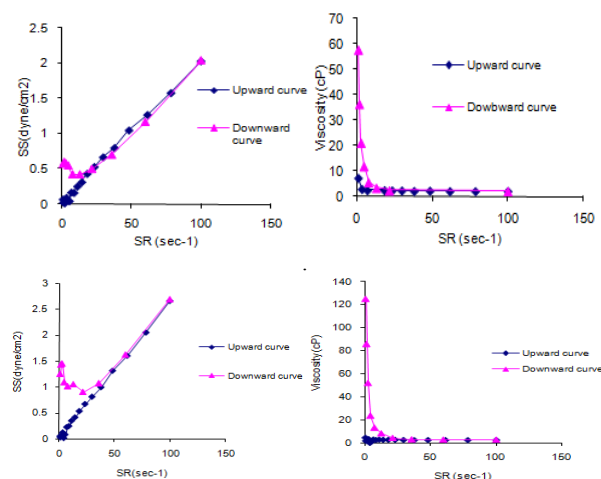 2.5
2
1.5
1
0.5
0
SS(dyne/cm2)
0 50 100 150
SR (sec-1)
Upward curve
Downward
curve
70
60
50
40
30
20
10
0
Viscosity(cP)
0 50 100 150
SR (sec-1)
Upward curve
Dowbward
curve
3
2.5
2
1.5
1
0.5
0
SS(dyne/cm2)
0 50 100 150
SR(sec-1)
Upward curve
Downward curve
140
120
100
80
60
40
20
0
Viscosity(cP)
0 50 100 150
SR (sec-1)
Upward curve
Downward curve